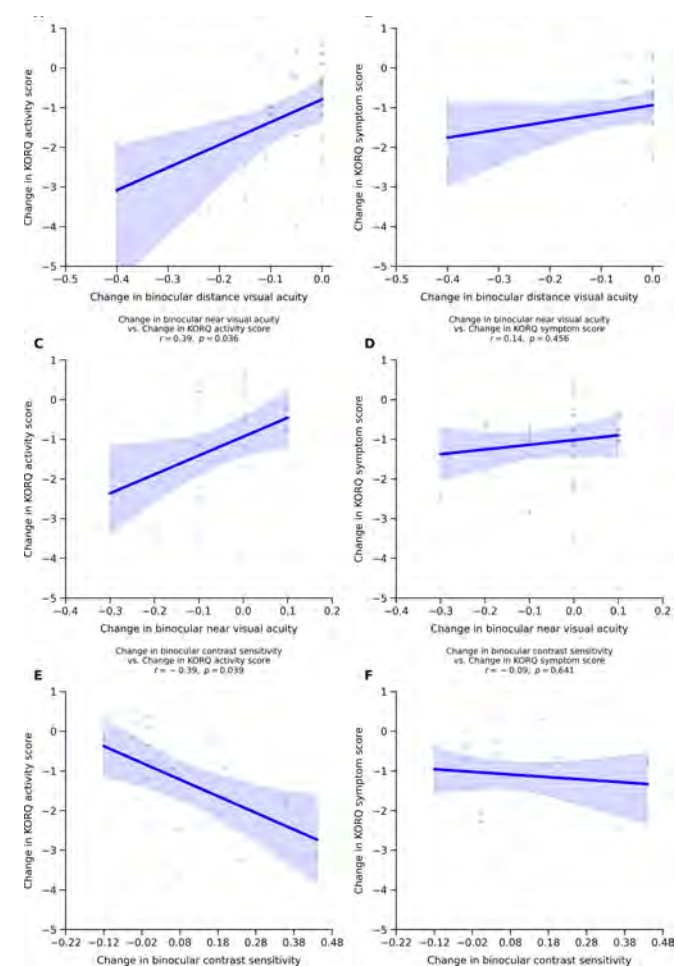 1
0
−1
−2
−3
−4
−5
Change in KORQ activity score
−0.5 −0.4 −0.3 −0.2 −0.1 0.0
Change in binocular distance visual acuity
1
0
−1
−2
−3
−4
−5
Change in KORQ symptom score
−0.5 −0.4 −0.3 −0.2 −0.1 0.0
Change in binocular distance visual acuity
Change in binocular near visual acuity
vs. Change in KORQ activity score
r = 0.39, p = 0.036
C
1
0
−1
−2
−3
−4
−5
Change in KORQ activity score
−0.4 −0.3 −0.2 −0.1 0.0 0.1 0.2
Change in binocular near visual acuity
Change in binocular near visual acuity
vs. Change in KORQ symptom score
r = 0.14, p = 0.456
D
1
0
−1
−2
−3
−4
−5
Change in KORQ symptom score
−0.4 −0.3 −0.2 −0.1 0.0 0.1 0.2
Change in binocular near visual acuity
Change in binocular contrast sensitivity
vs. Change in KORQ activity score
r = −0.39, p = 0.039
E
1
0
−1
−2
−3
−4
−5
Change in KORQ activity score
−0.22 −0.12 −0.02 0.08 0.18 0.28 0.38 0.48
Change in binocular contrast sensitivity
Change in binocular contrast sensitivity
vs. Change in KORQ symptom score
r = −0.09, p = 0.641
F
1
0
−1
−2
−3
−4
−5
Change in KORQ symptom score
−0.22 −0.12 −0.02 0.08 0.18 0.28 0.38 0.48
Change in binocular contrast sensitivity